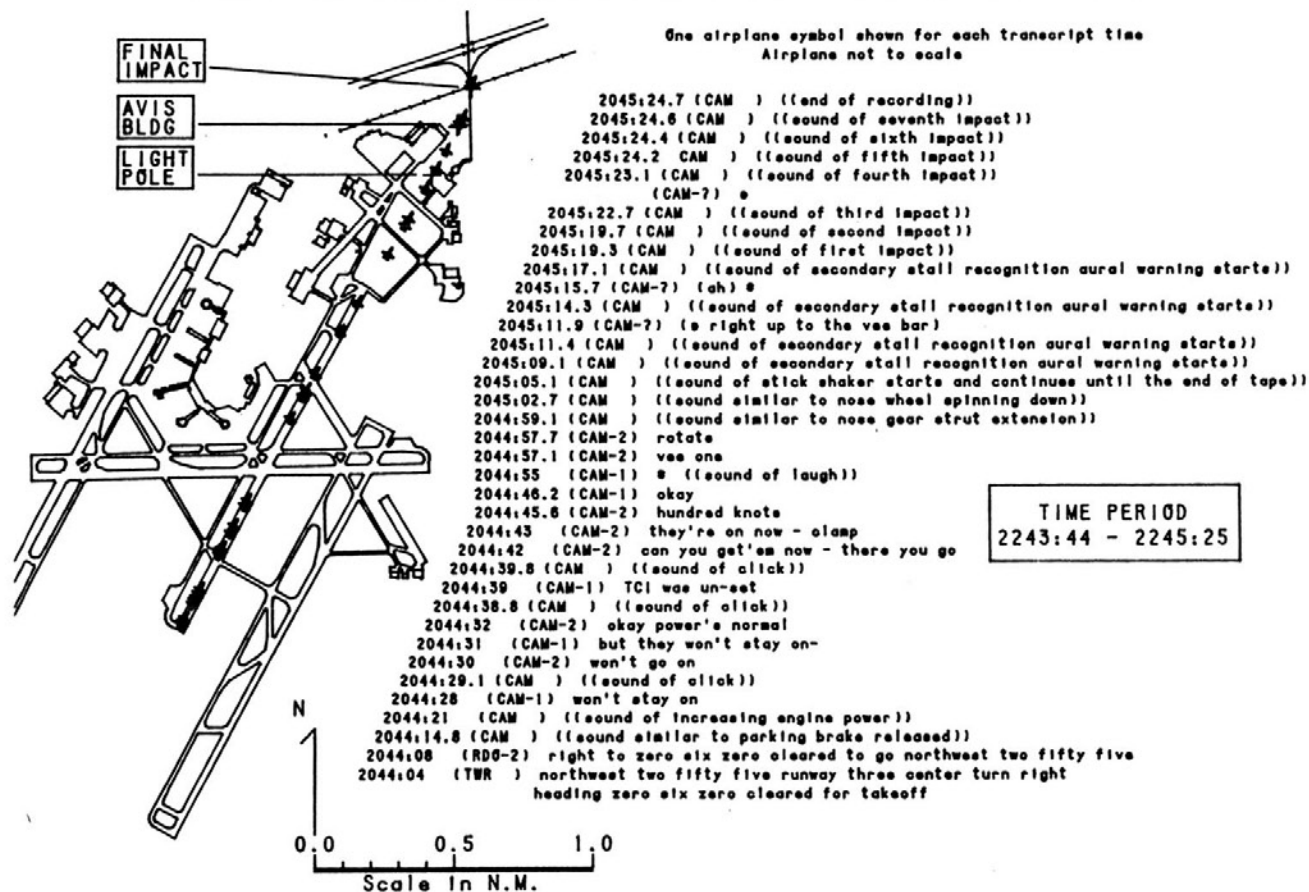 One airplane symbol shown for each transcript time
Airplane not to scale
FINAL
IMPACT
AVIS
BLDG
LIGHT
POLE
2045:24.7 (CAM ) ((end of recording))
2045:24.6 (CAM ) ((sound of seventh impact))
2045:24.4 (CAM ) ((sound of sixth impact))
2045:24.2 CAM ) ((sound of fifth impact))
2045:23.1 (CAM ) ((sound of fourth impact))
(CAM-?) *
2045:22.7 (CAM ) ((sound of third impact))
2045:19.7 (CAM ) ((sound of second impact))
2045:19.3 (CAM ) ((sound of first impact))
2045:17.1 (CAM ) ((sound of secondary stall recognition aural warning starts))
2045:15.7 (CAM-?) (ah) #
2045:14.3 (CAM ) ((sound of secondary stall recognition aural warning starts))
2045:11.9 (CAM-?) (* right up to the vee bar)
2045:11.4 (CAM ) ((sound of secondary stall recognition aural warning starts))
2045:09.1 (CAM ) ((sound of secondary stall recognition aural warning starts))
2045:05.1 (CAM ) ((sound of stick shaker starts and continues until the end of tape))
2045:02.7 (CAM ) ((sound similar to nose wheel spinning down))
2044:59.1 (CAM ) ((sound similar to nose gear strut extension))
2044:57.7 (CAM-2) rotate
2044:57.1 (CAM-2) vee one
2044:55 (CAM-1) # ((sound of laugh))
2044:46.2 (CAM-1) okay
2044:45.6 (CAM-2) hundred knots
2044:43 (CAM-2) they're on now - clamp
2044:42 (CAM-2) can you get'em now - there you go
2044:39.8 (CAM ) ((sound of click))
2044:39 (CAM-1) TCI was un-set
2044:38.8 (CAM ) ((sound of click))
2044:32 (CAM-2) okay power's normal
2044:31 (CAM-1) but they won't stay on-
2044:30 (CAM-2) won't go on
2044:29.1 (CAM ) ((sound of click))
2044:28 (CAM-1) won't stay on
2044:21 (CAM ) ((sound of increasing engine power))
2044:14.8 (CAM ) ((sound similar to parking brake released))
2044:08 (RDO-2) right to zero six zero cleared to go northwest two fifty five
2044:04 (TWR ) northwest two fifty five runway three center turn right
heading zero six zero cleared for takeoff
TIME PERIOD
2243:44 - 2245:25
N
0.0 0.5 1.0
Scale in N.M.